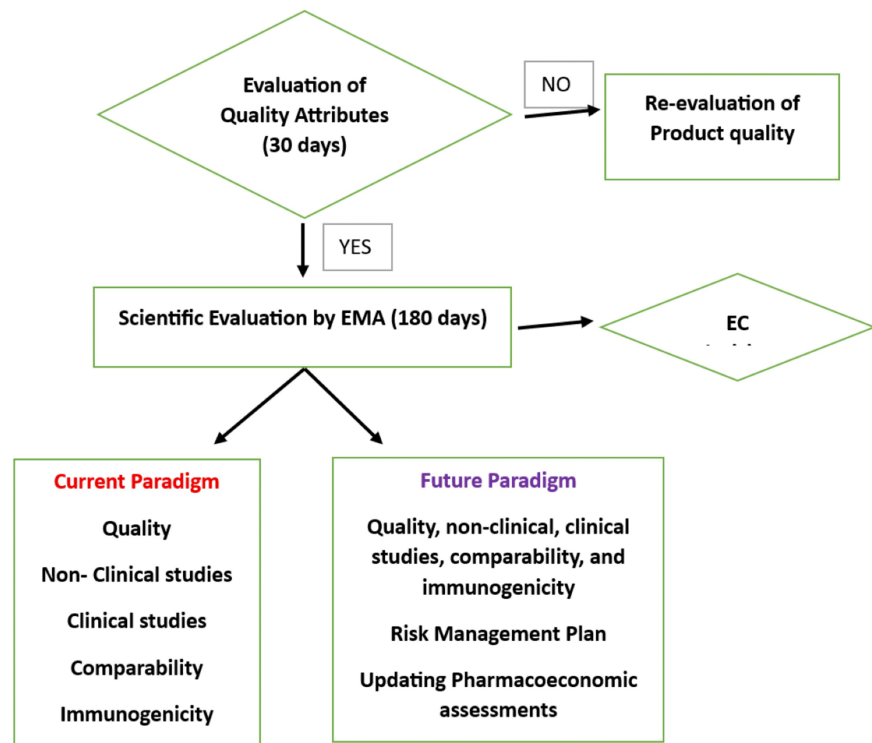 Evaluation of
Quality Attributes
(30 days)
NO
Re-evaluation of
Product quality
YES
Scientific Evaluation by EMA (180 days)
EC
Current Paradigm
Quality
Non- Clinical studies
Clinical studies
Comparability
Immunogenicity
Future Paradigm
Quality, non-clinical, clinical
studies, comparability, and
immunogenicity
Risk Management Plan
Updating Pharmacoeconomic
assessments